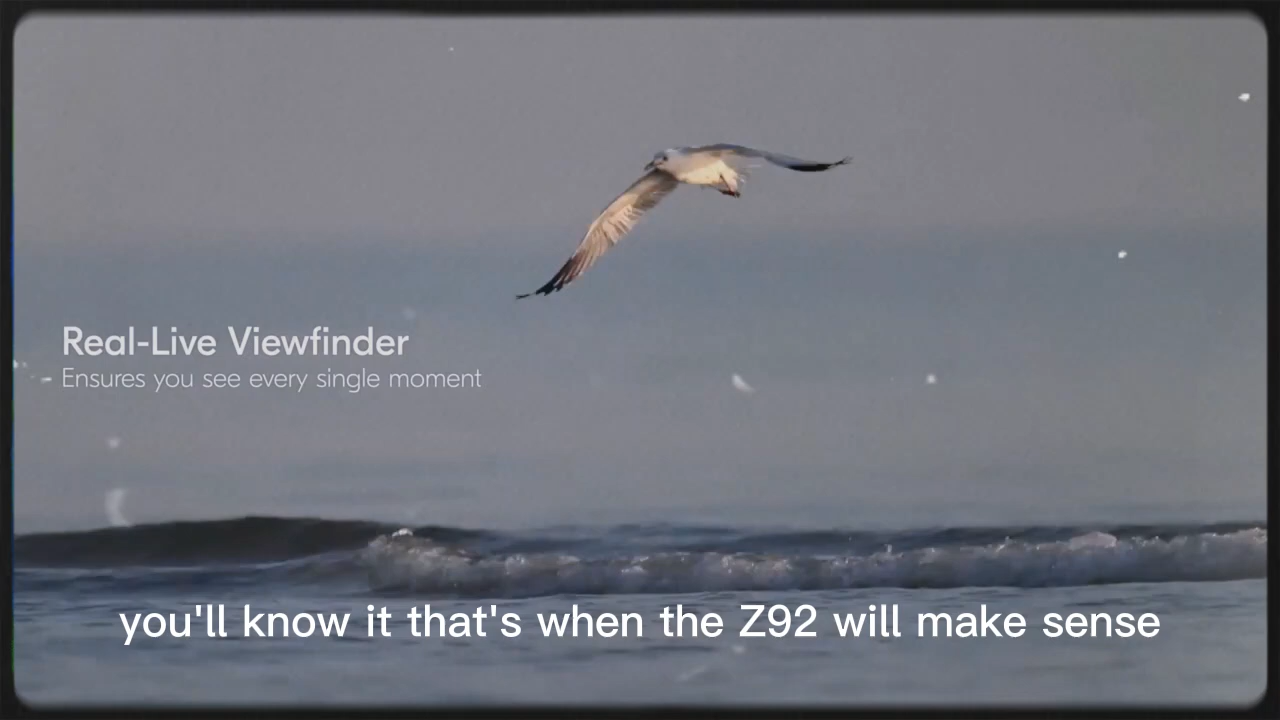 Real-Live Viewfinder
Ensures you see every single moment
you'll know it that's when the Z92 will make sense